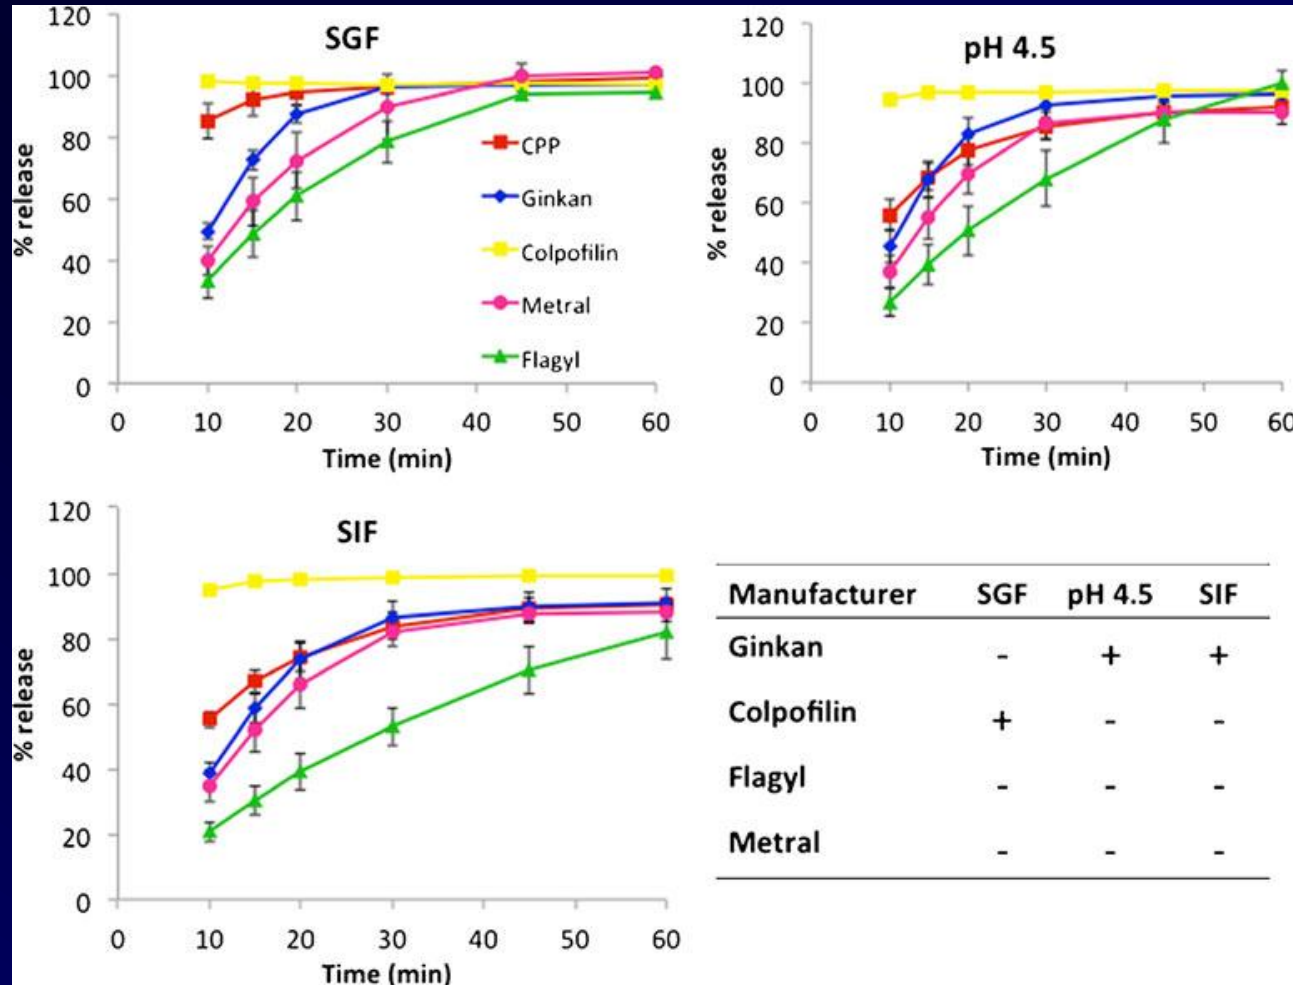 SGF
120
100
80
60
40
20
0
% release
0 10 20 30 40 50 60
Time (min)
CPP
Ginkan
Colpofilin
Metral
Flagyl
pH 4.5
120
100
80
60
40
20
0
% release
0 10 20 30 40 50 60
Time (min)
SIF
120
100
80
60
40
20
0
% release
0 10 20 30 40 50 60
Time (min)
Manufacturer SGF pH 4.5 SIF
Ginkan - + +
Colpofilin + - -
Flagyl - - -
Metral - - -